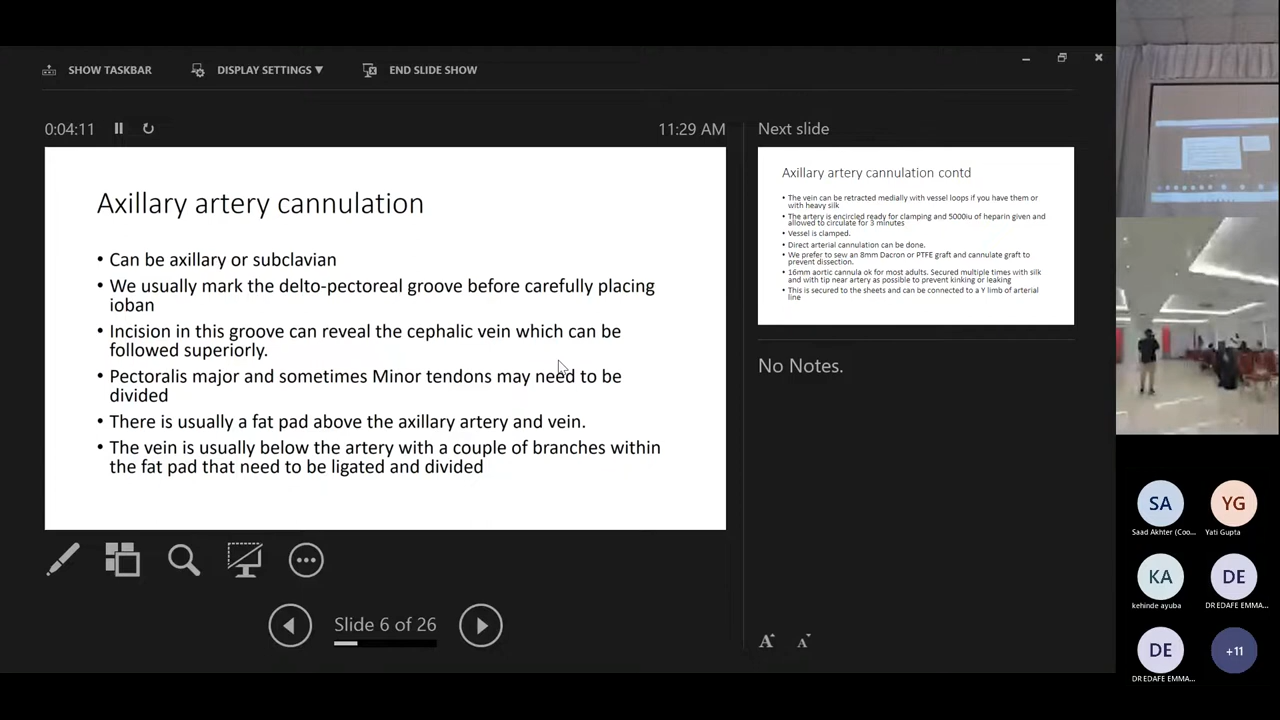 SHOW TASKBAR
DISPLAY SETTINGS ▼
END SLIDE SHOW
0:04:11
11:29 AM
Axillary artery cannulation
• Can be axillary or subclavian
• We usually mark the delto-pectoreal groove before carefully placing
ioban
• Incision in this groove can reveal the cephalic vein which can be
followed superiorly.
• Pectoralis major and sometimes Minor tendons may need to be
divided
• There is usually a fat pad above the axillary artery and vein.
• The vein is usually below the artery with a couple of branches within
the fat pad that need to be ligated and divided
Slide 6 of 26
Next slide
Axillary artery cannulation contd
• The vein can be retracted medially with vessel loops if you have them or
with heavy silk
• The artery is encircled ready for clamping and 5000iu of heparin given and
allowed to circulate for 3 minutes
• Vessel is clamped.
• Direct arterial cannulation can be done.
• We prefer to sew an 8mm Dacron or PTFE graft and cannulate graft to
prevent dissection.
• 16mm aortic cannula ok for most adults. Secured multiple times with silk
and with tip near artery as possible to prevent kinking or leaking
• This is secured to the sheets and can be connected to a Y limb of arterial
line
No Notes.
A A
SA
Saad Akhter (Coo...
YG
Yati Gupta
KA
kehinde ayuba
DE
DR EDAFE EMMA...
DE
DR EDAFE EMMA...
+11